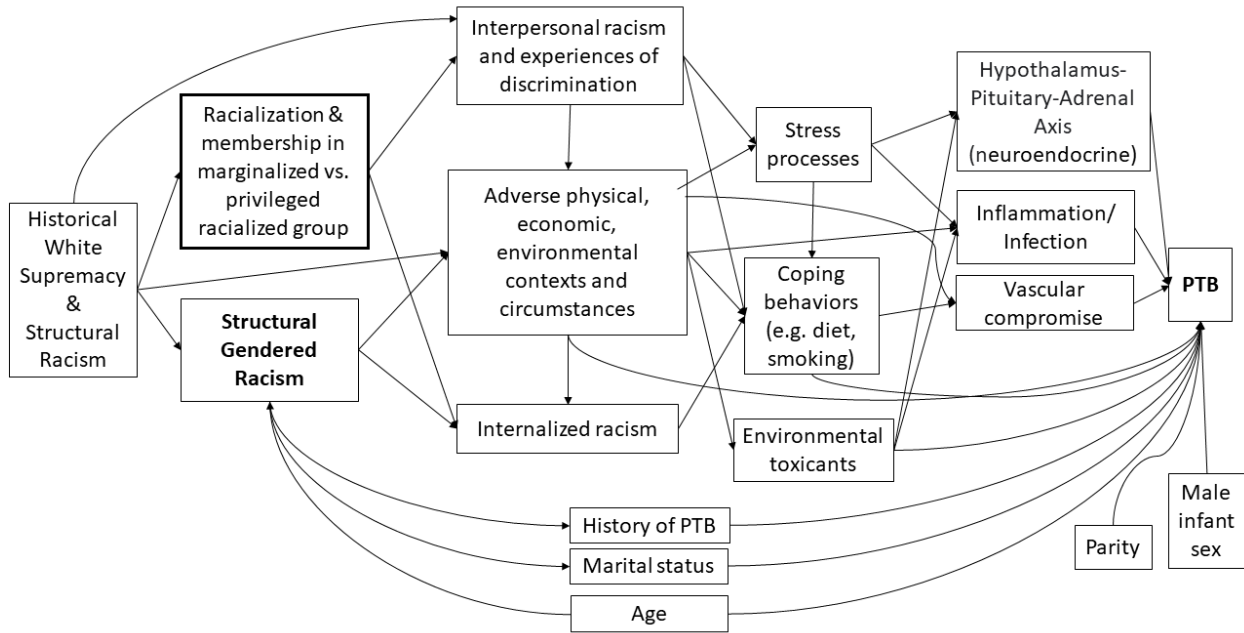 Interpersonal racism
and experiences of
discrimination
Racialization &
membership in
marginalized vs.
privileged
racialized group
Historical
White
Supremacy
&
Structural
Racism
Structural
Gendered
Racism
Adverse physical,
economic,
environmental
contexts and
circumstances
Internalized racism
Stress
processes
Coping
behaviors
(e.g. diet,
smoking)
Environmental
toxicants
Hypothalamus-
Pituitary-Adrenal
Axis
(neuroendocrine)
Inflammation/
Infection
Vascular
compromise
PTB
History of PTB
Marital status
Age
Parity
Male
infant
sex